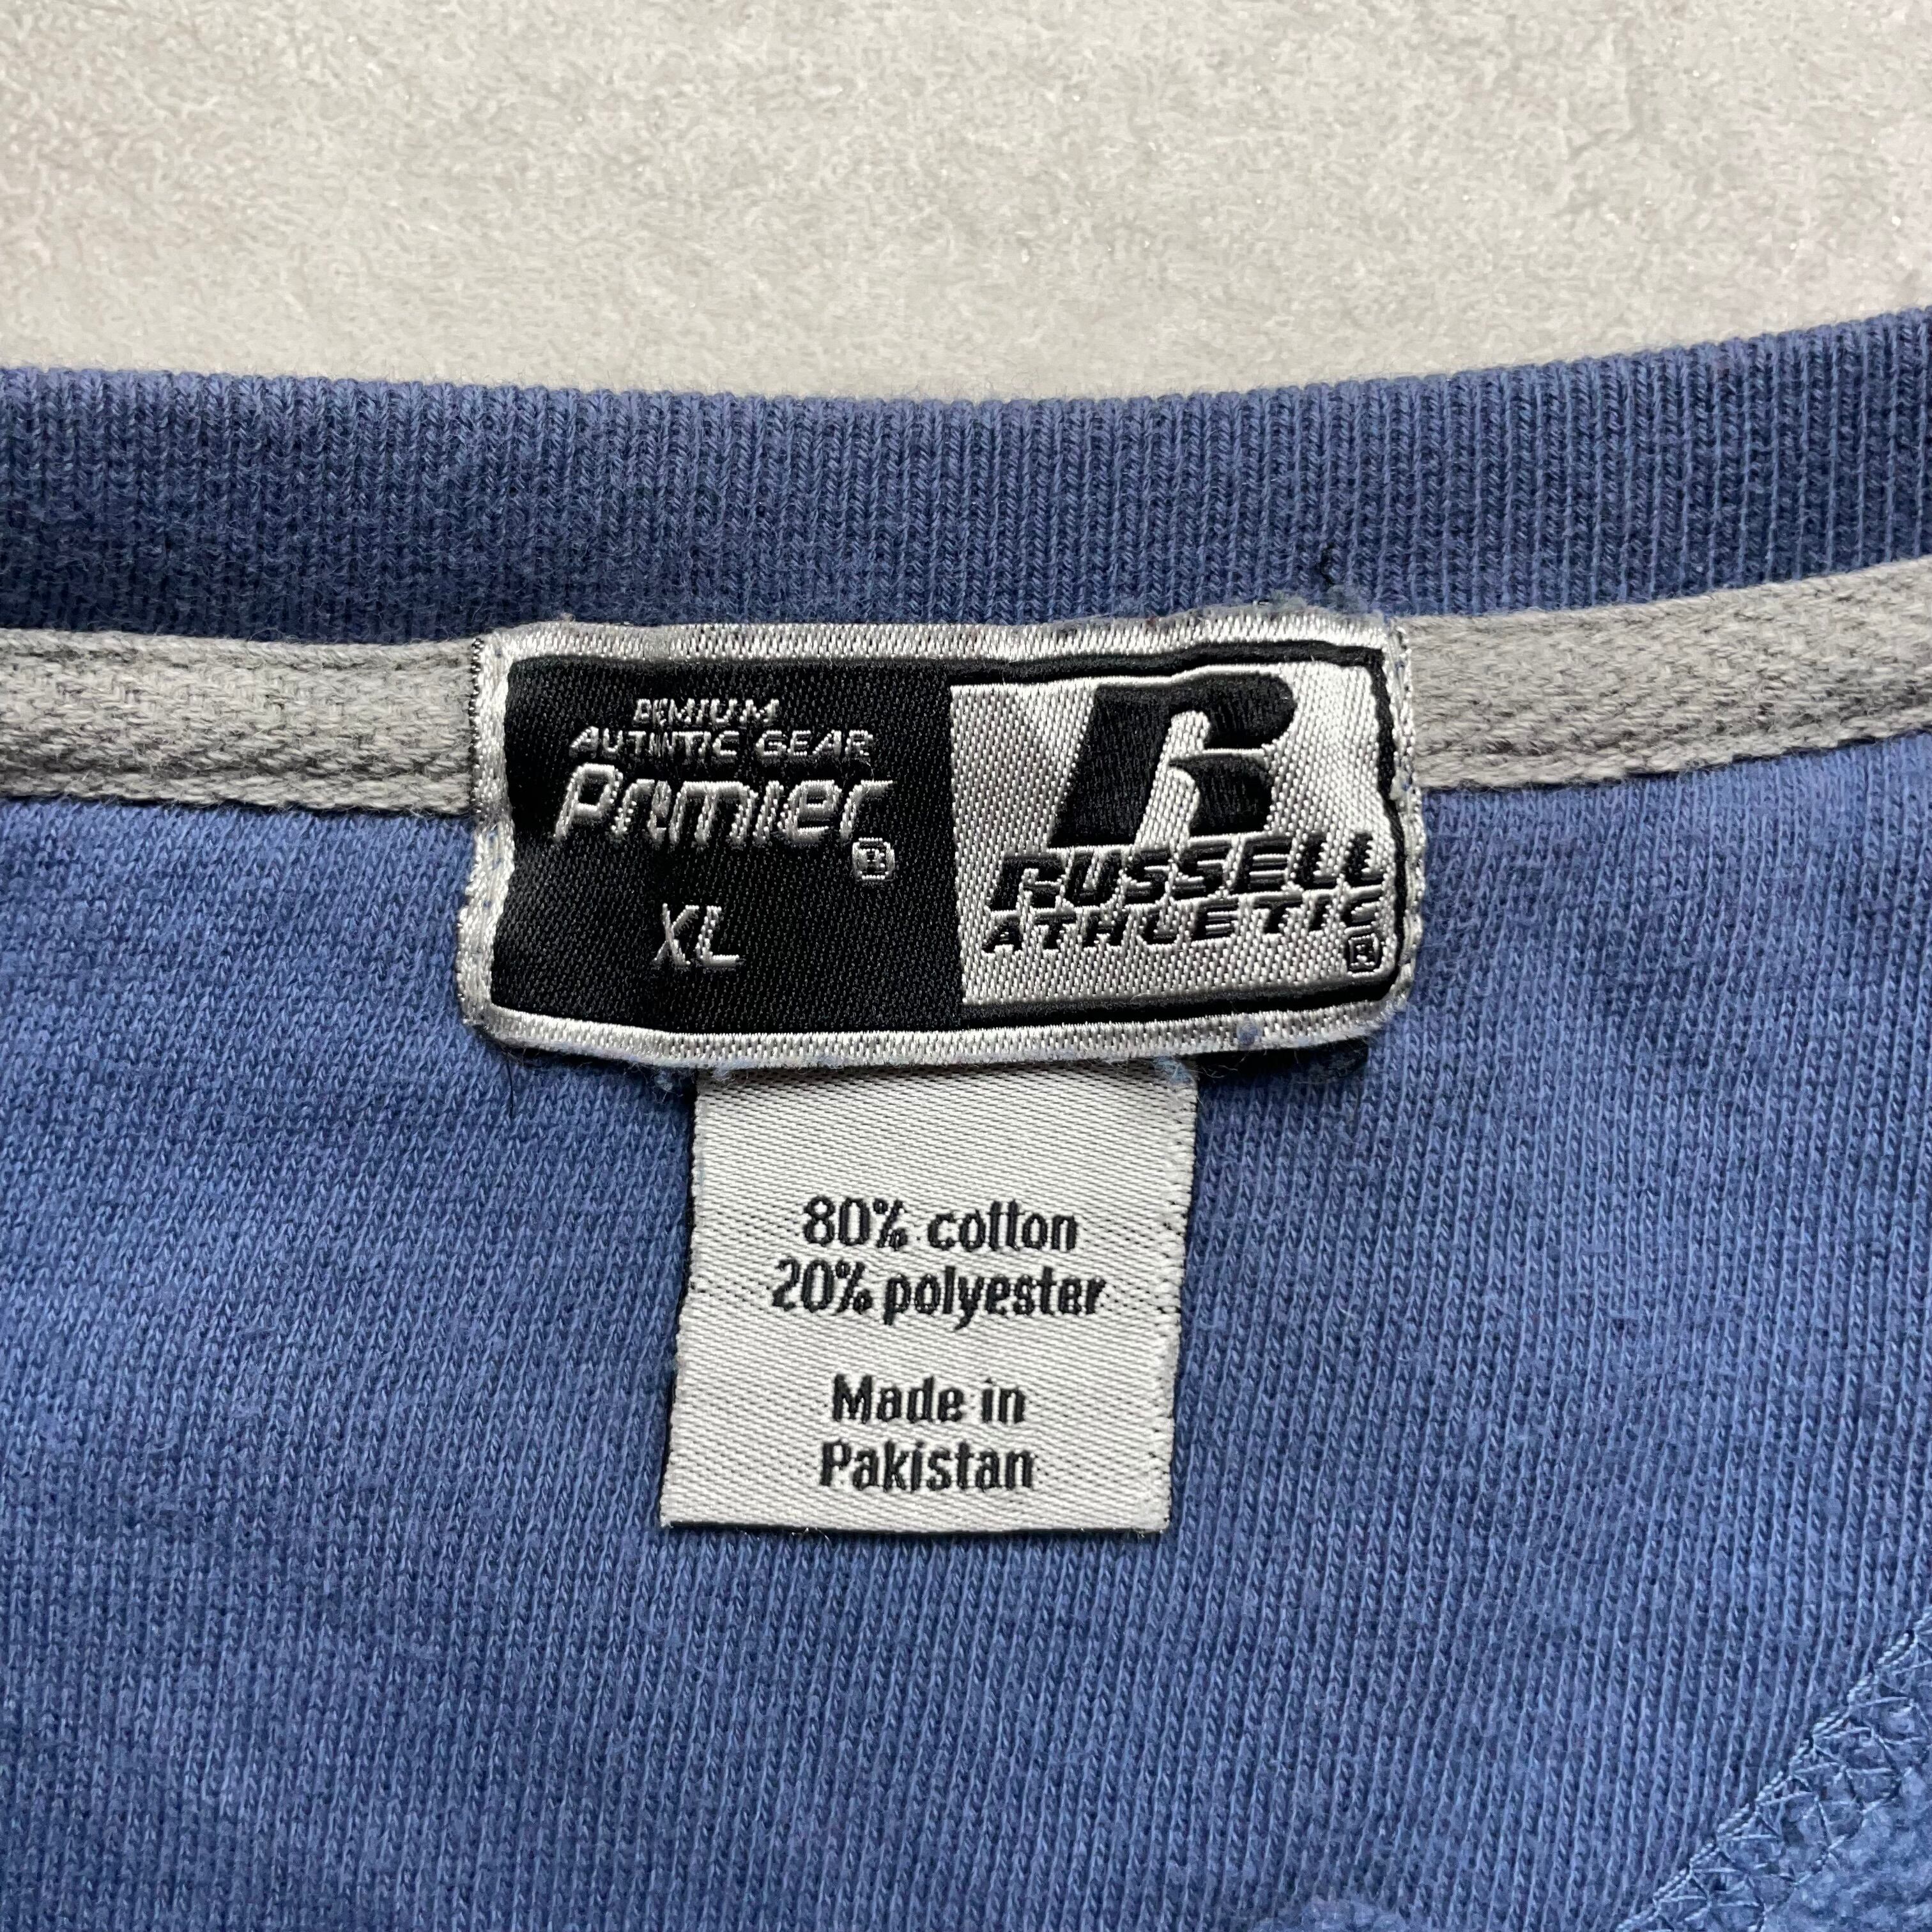 PREMIUM
AUTHENTIC GEAR
Premier ®
XL
R
RUSSELL
ATHLETIC ®
80% cotton
20% polyester
Made in
Pakistan